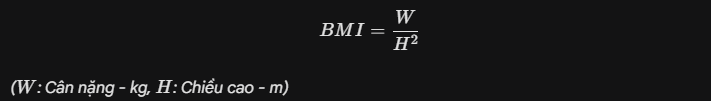 BMI = W / H²
(W: Cân nặng - kg, H: Chiều cao - m)